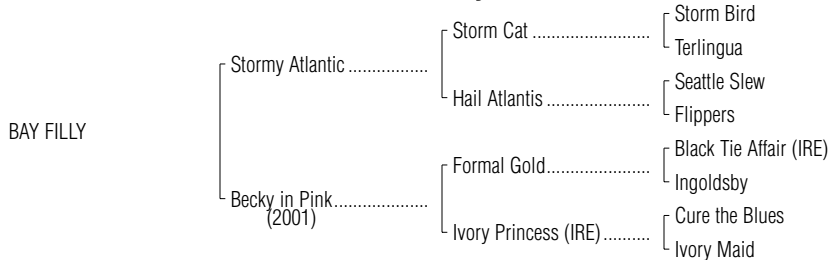 Storm Bird
Storm Cat ..........................
Terlingua
Stormy Atlantic .................
Seattle Slew
Hail Atlantis ......................
Flippers
BAY FILLY
Black Tie Affair (IRE)
Formal Gold......................
Ingoldsby
Becky in Pink....................
(2001)
Cure the Blues
Ivory Princess (IRE)..........
Ivory Maid